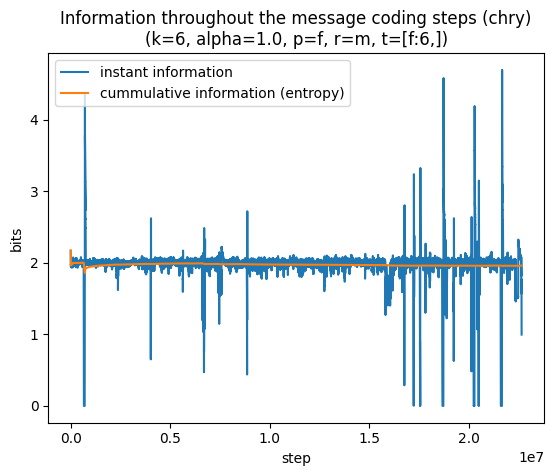 Information throughout the message coding steps (chry)
(k=6, alpha=1.0, p=f, r=m, t=[f:6,])
instant information
cummulative information (entropy)
4
3
2
1
0
bits
0.0 0.5 1.0 1.5 2.0
1e7
step